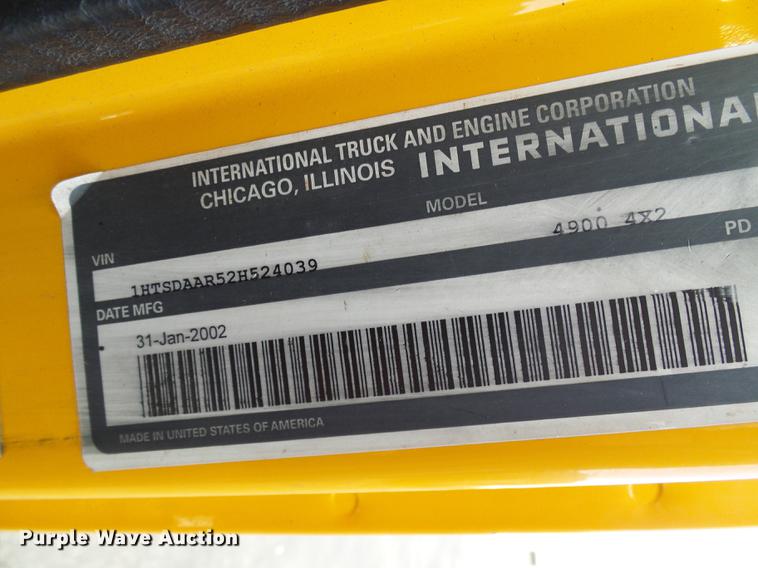 INTERNATIONAL TRUCK AND ENGINE CORPORATION
CHICAGO, ILLINOIS INTERNATIONAL
MODEL
VIN
4900 4X2
PD
1HTSDAAR52H524039
DATE MFG
31-Jan-2002
MADE IN UNITED STATES OF AMERICA
Purple Wave Auction